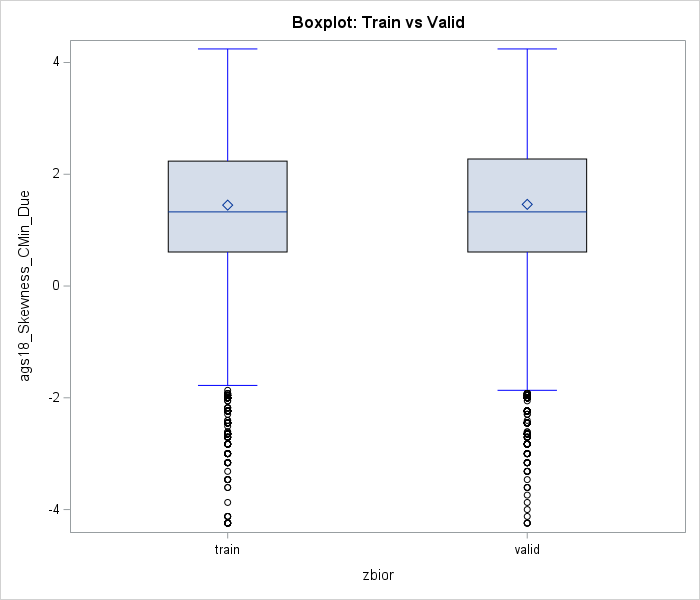 Boxplot: Train vs Valid
ags18_Skewness_CMin_Due
4
2
0
-2
-4
train
valid
zbior